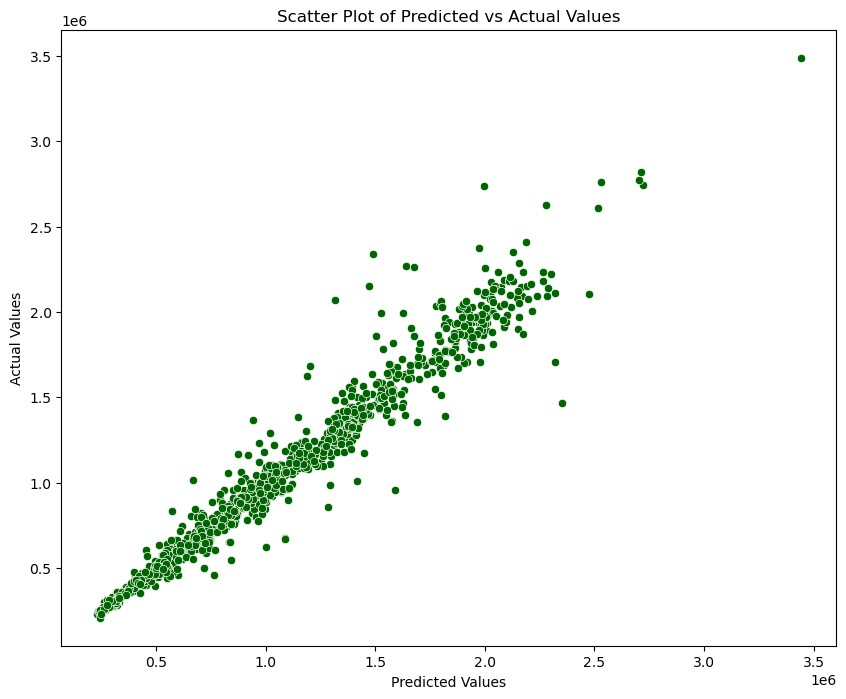 Scatter Plot of Predicted vs Actual Values
1e6
3.5
3.0
2.5
2.0
1.5
1.0
0.5
Actual Values
0.5 1.0 1.5 2.0 2.5 3.0 3.5
1e6
Predicted Values